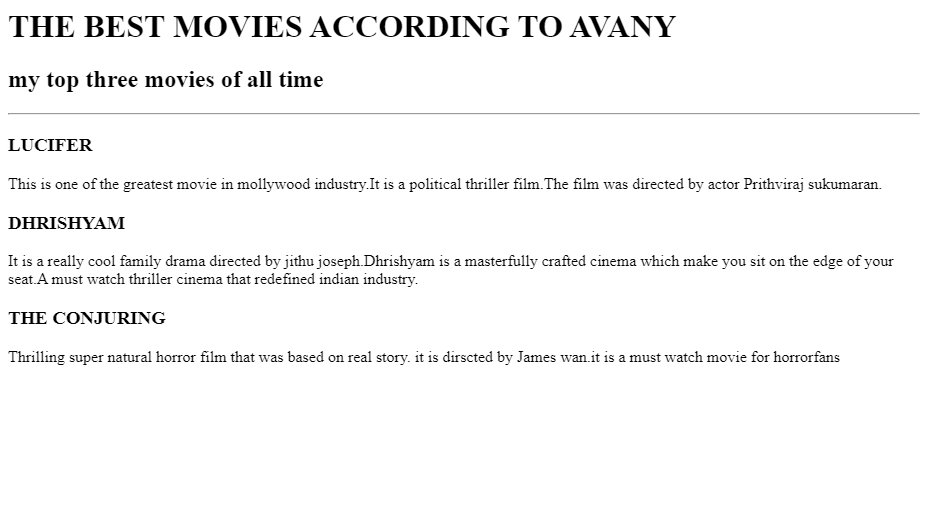 THE BEST MOVIES ACCORDING TO AVANY
my top three movies of all time
LUCIFER
This is one of the greatest movie in mollywood industry.It is a political thriller film.The film was directed by actor Prithviraj sukumaran.
DHRISHYAM
It is a really cool family drama directed by jithu joseph.Dhrishyam is a masterfully crafted cinema which make you sit on the edge of your
seat.A must watch thriller cinema that redefined indian industry.
THE CONJURING
Thrilling super natural horror film that was based on real story. it is dirscted by James wan.it is a must watch movie for horrorfans